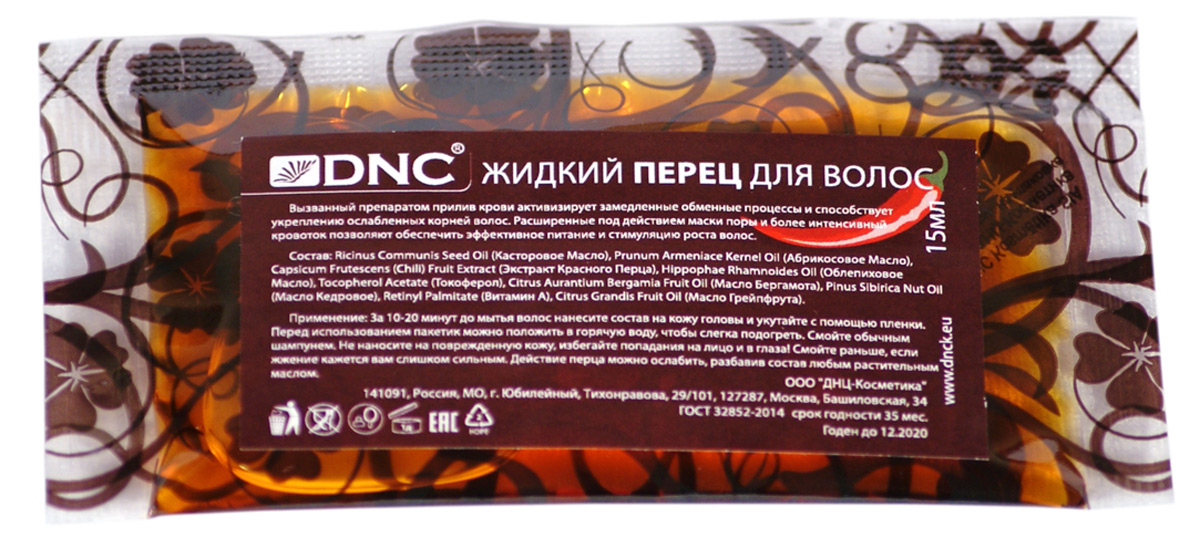 DNC® ЖИДКИЙ ПЕРЕЦ ДЛЯ ВОЛОС
15МЛ
Вызванный препаратом прилив крови активизирует замедленные обменные процессы и способствует
укреплению ослабленных корней волос. Расширенные под действием маски поры и более интенсивный
кровоток позволяют обеспечить эффективное питание и стимуляцию роста волос.
Состав: Ricinus Communis Seed Oil (Касторовое Масло), Prunum Armeniace Kernel Oil (Абрикосовое Масло),
Capsicum Frutescens (Chili) Fruit Extract (Экстракт Красного Перца), Hippophae Rhamnoides Oil (Облепиховое
Масло), Tocopherol Acetate (Токоферол), Citrus Aurantium Bergamia Fruit Oil (Масло Бергамота), Pinus Sibirica Nut Oil
(Масло Кедровое), Retinyl Palmitate (Витамин А), Citrus Grandis Fruit Oil (Масло Грейпфрута).
Применение: За 10-20 минут до мытья волос нанесите состав на кожу головы и укутайте с помощью пленки.
Перед использованием пакетик можно положить в горячую воду, чтобы слегка подогреть. Смойте обычным
шампунем. Не наносите на поврежденную кожу, избегайте попадания на лицо и в глаза! Смойте раньше, если
жжение кажется вам слишком сильным. Действие перца можно ослабить, разбавив состав любым растительным
маслом.
ООО "ДНЦ-Косметика"
141091, Россия, МО, г. Юбилейный, Тихонравова, 29/101, 127287, Москва, Башиловская, 34
ГОСТ 32852-2014 срок годности 35 мес.
Годен до 12.2020
www.dnck.eu
EAC